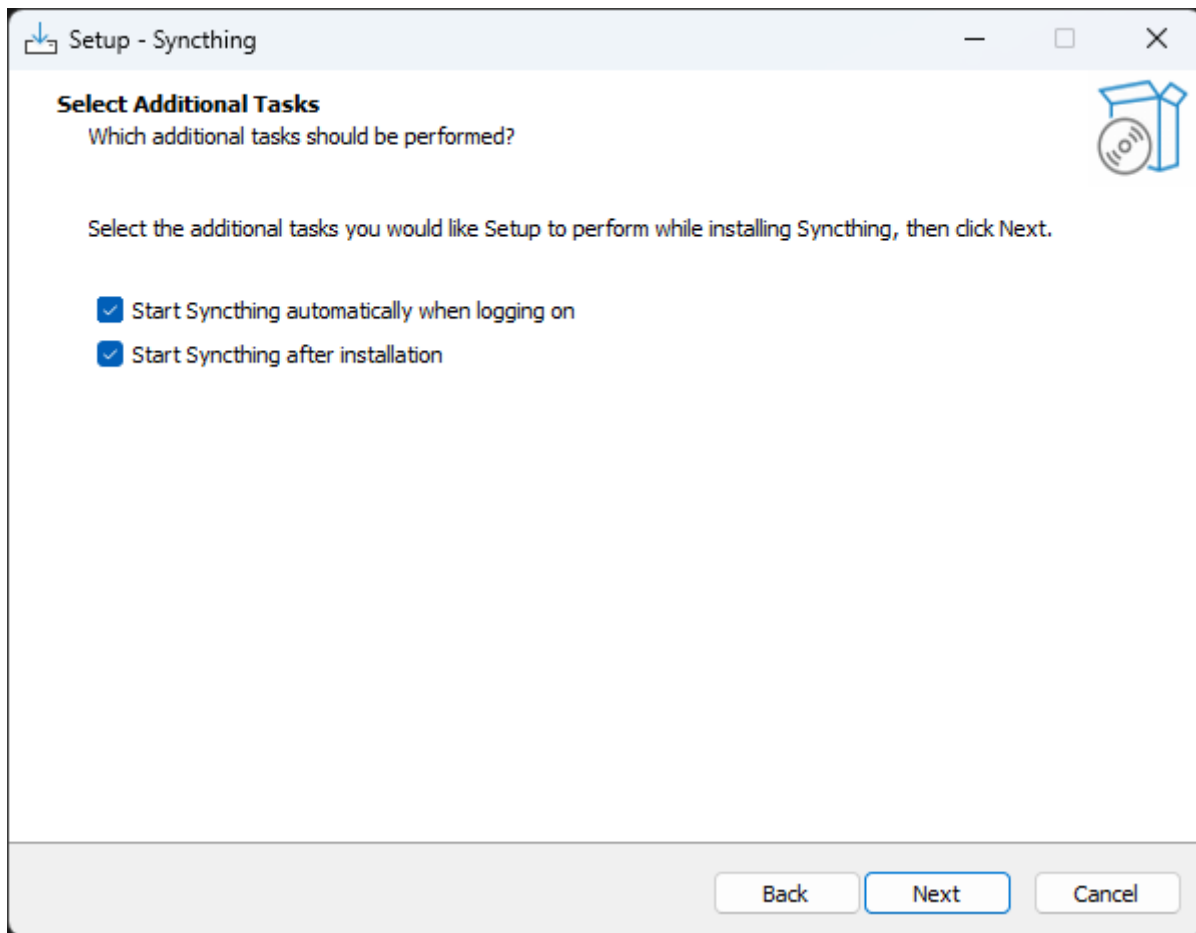 Setup - Syncthing
Select Additional Tasks
Which additional tasks should be performed?
Select the additional tasks you would like Setup to perform while installing Syncthing, then click Next.
Start Syncthing automatically when logging on
Start Syncthing after installation
Back Next Cancel